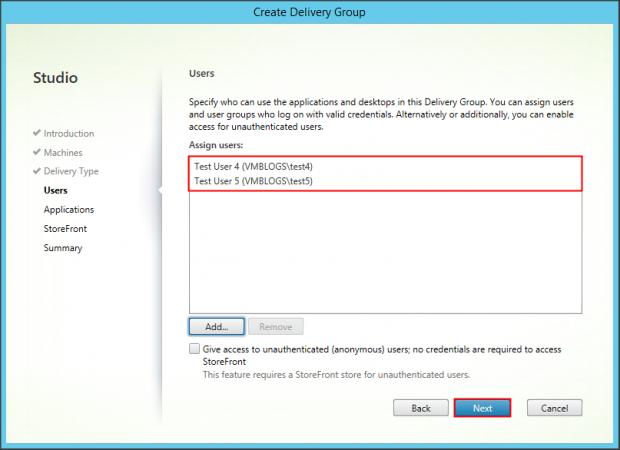 Create Delivery Group
Studio
Introduction
Machines
Delivery Type
Users
Applications
StoreFront
Summary
Users
Specify who can use the applications and desktops in this Delivery Group. You can assign users
and user groups who log on with valid credentials. Alternatively or additionally, you can enable
access for unauthenticated users.
Assign users:
Test User 4 (VMBLOGS\test4)
Test User 5 (VMBLOGS\test5)
Add...
Remove
Give access to unauthenticated (anonymous) users; no credentials are required to access
StoreFront
This feature requires a StoreFront store for unauthenticated users.
Back
Next
Cancel